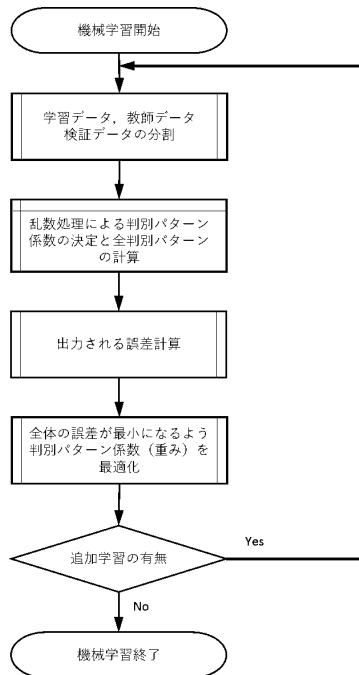 機械学習開始
学習データ，教師データ
検証データの分割
乱数処理による判別パターン
係数の決定と全判別パターン
の計算
出力される誤差計算
全体の誤差が最小になるよう
判別パターン係数（重み）を
最適化
追加学習の有無
Yes
No
機械学習終了